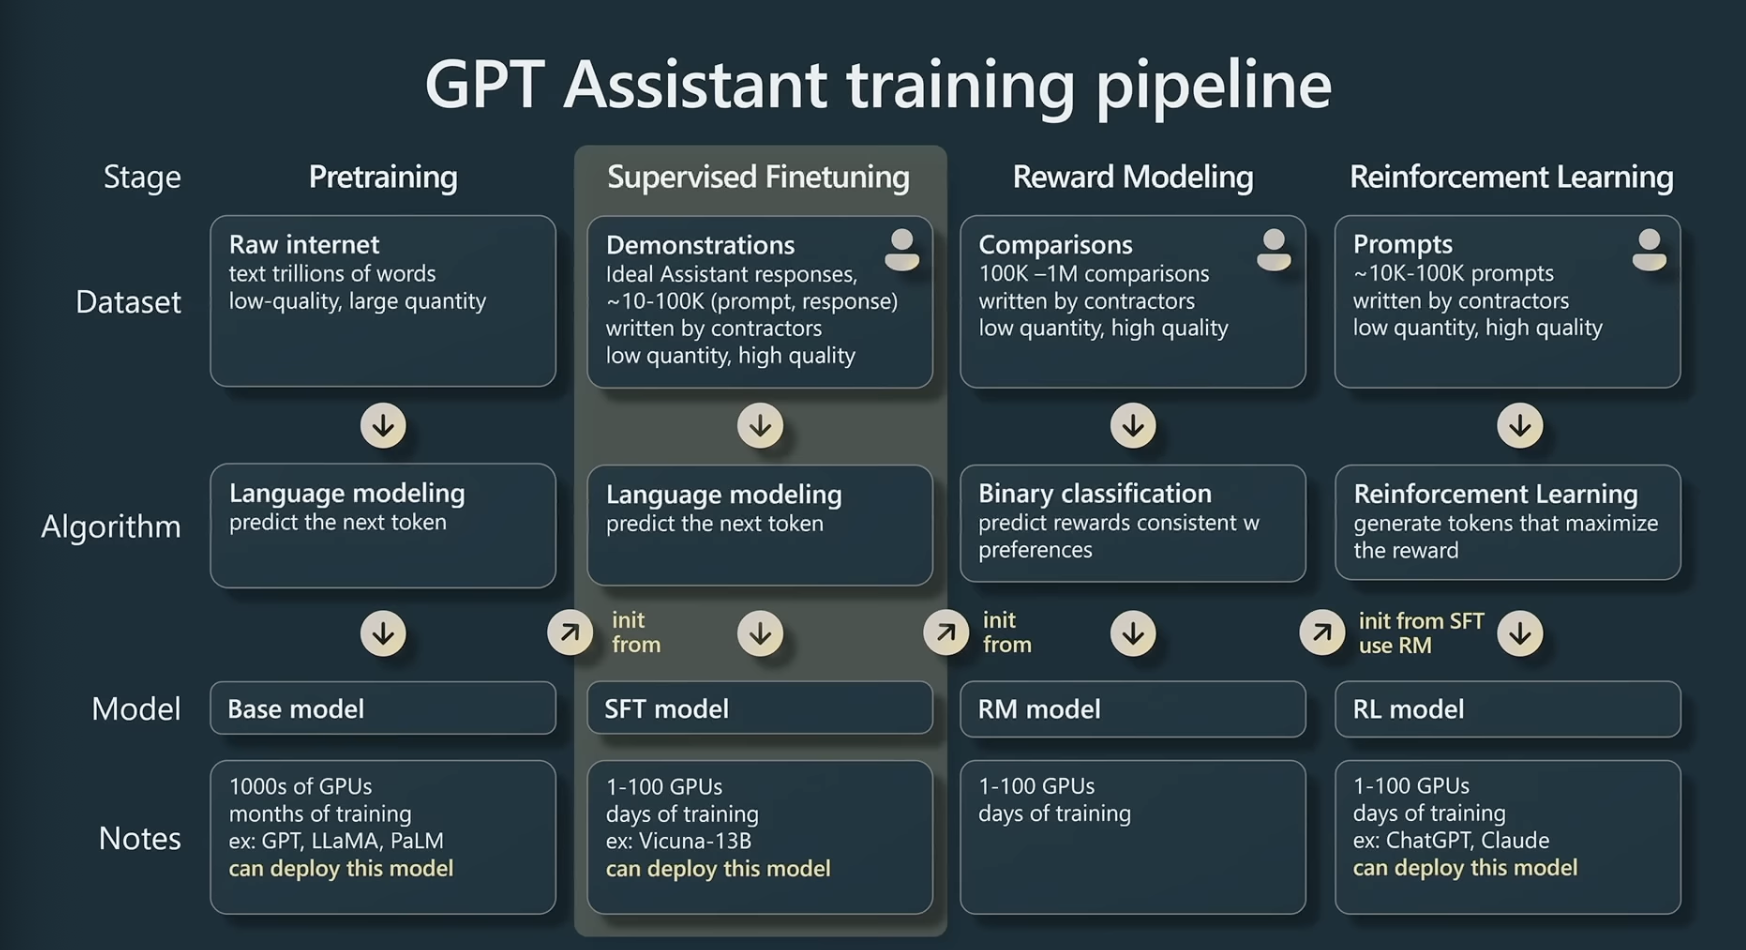 GPT Assistant training pipeline
Stage
Pretraining
Supervised Finetuning
Reward Modeling
Reinforcement Learning
Dataset
Raw internet
text trillions of words
low-quality, large quantity
Demonstrations
Ideal Assistant responses,
~10-100K (prompt, response)
written by contractors
low quantity, high quality
Comparisons
100K –1M comparisons
written by contractors
low quantity, high quality
Prompts
~10K-100K prompts
written by contractors
low quantity, high quality
Algorithm
Language modeling
predict the next token
Language modeling
predict the next token
Binary classification
predict rewards consistent w
preferences
Reinforcement Learning
generate tokens that maximize
the reward
init
from
init
from
init from SFT
use RM
Model
Base model
SFT model
RM model
RL model
Notes
1000s of GPUs
months of training
ex: GPT, LLaMA, PaLM
can deploy this model
1-100 GPUs
days of training
ex: Vicuna-13B
can deploy this model
1-100 GPUs
days of training
1-100 GPUs
days of training
ex: ChatGPT, Claude
can deploy this model